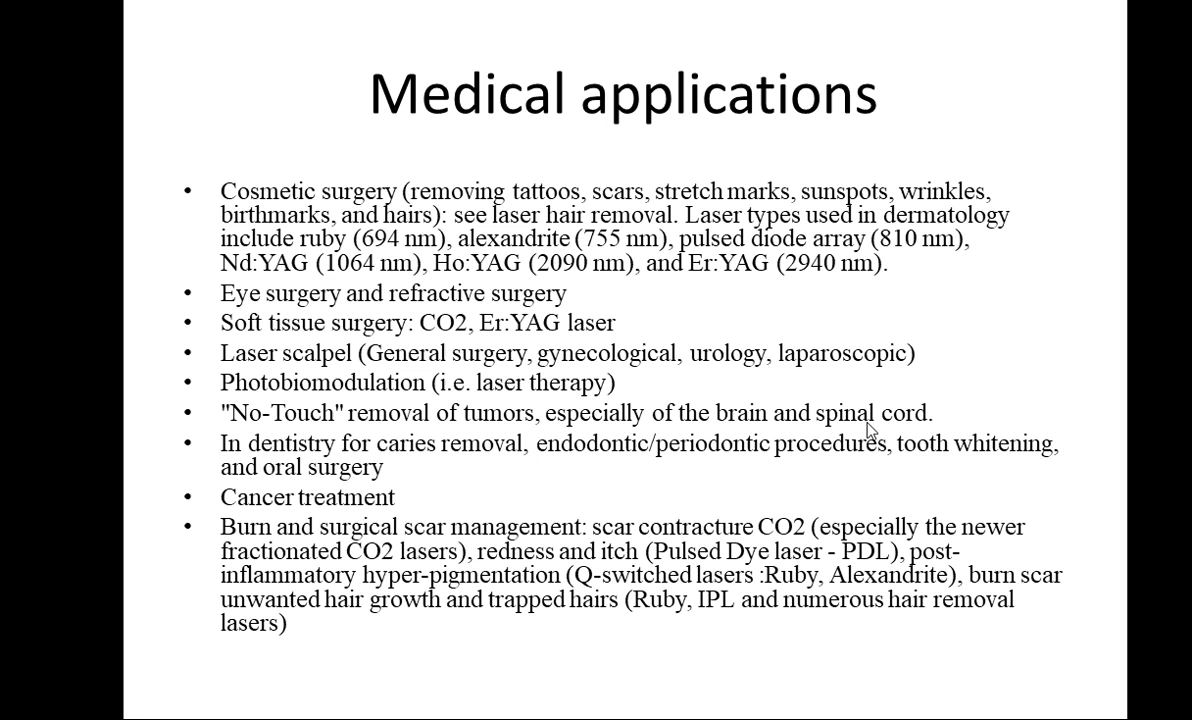 Medical applications
• Cosmetic surgery (removing tattoos, scars, stretch marks, sunspots, wrinkles,
birthmarks, and hairs): see laser hair removal. Laser types used in dermatology
include ruby (694 nm), alexandrite (755 nm), pulsed diode array (810 nm),
Nd:YAG (1064 nm), Ho:YAG (2090 nm), and Er:YAG (2940 nm).
• Eye surgery and refractive surgery
• Soft tissue surgery: CO2, Er:YAG laser
• Laser scalpel (General surgery, gynecological, urology, laparoscopic)
• Photobiomodulation (i.e. laser therapy)
• "No-Touch" removal of tumors, especially of the brain and spinal cord.
• In dentistry for caries removal, endodontic/periodontic procedures, tooth whitening,
and oral surgery
• Cancer treatment
• Burn and surgical scar management: scar contracture CO2 (especially the newer
fractionated CO2 lasers), redness and itch (Pulsed Dye laser - PDL), post-
inflammatory hyper-pigmentation (Q-switched lasers :Ruby, Alexandrite), burn scar
unwanted hair growth and trapped hairs (Ruby, IPL and numerous hair removal
lasers)